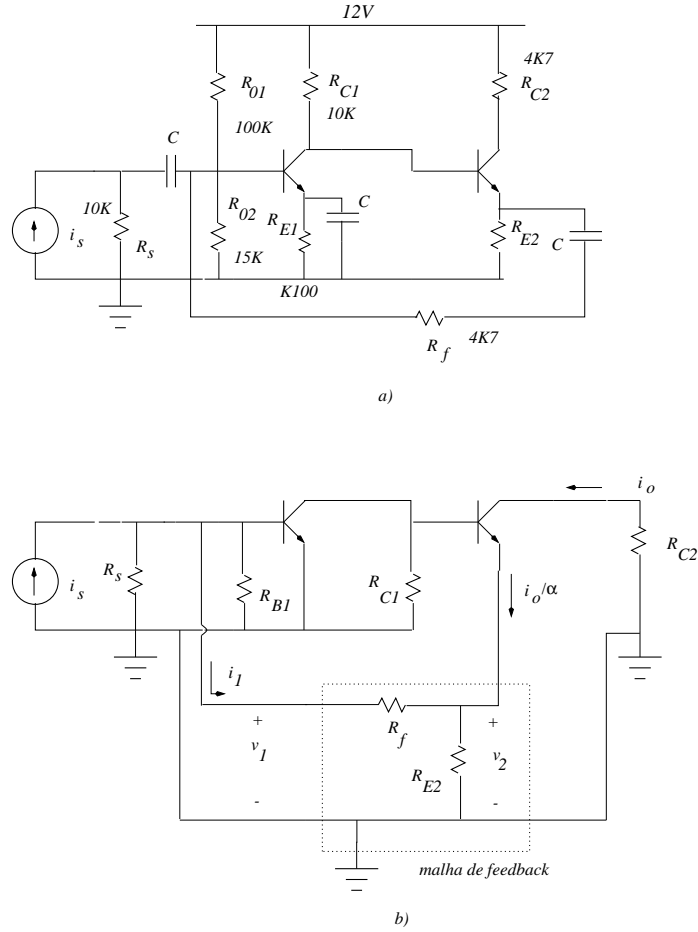 12V
4K7
R01
RC1
RC2
100K
10K
C
10K
is
Rs
R02
15K
RE1
C
K100
RE2
C
Rf
4K7
a)
io
is
Rs
RB1
RC1
io/α
RC2
i1
+
v1
-
Rf
RE2
+
v2
-
malha de feedback
b)